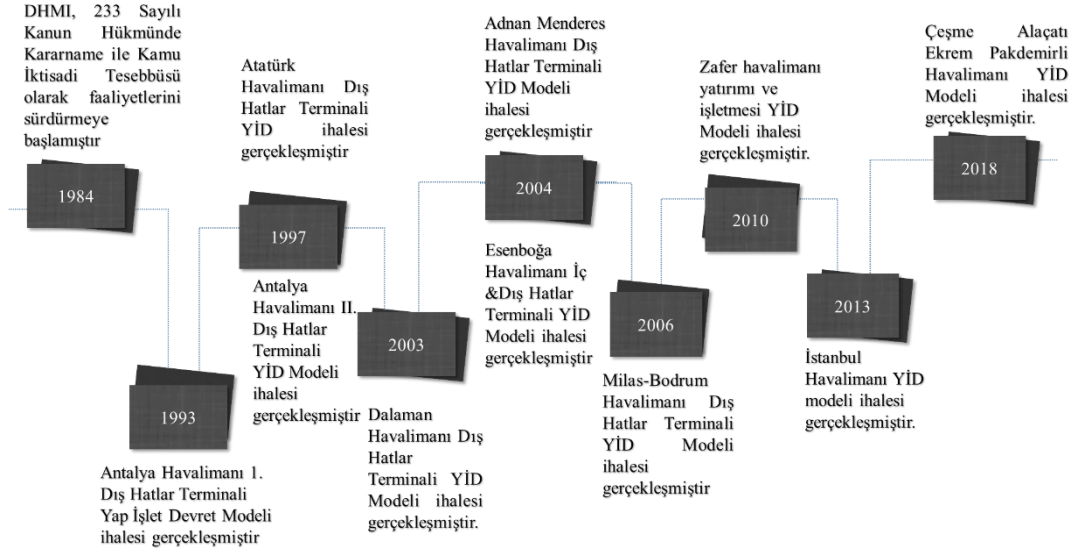 DHMI, 233 Sayılı
Kanun Hükmünde
Kararname ile Kamu
İktisadi Tesebbüsü
olarak faaliyetlerini
sürdürmeye
başlamıştır
1984
1993
Antalya Havalimanı 1.
Dış Hatlar Terminali
Yap İşlet Devret Modeli
ihalesi gerçekleşmiştir
Atatürk
Havalimanı Dış
Hatlar Terminali
YİD ihalesi
gerçekleşmiştir
1997
Antalya
Havalimanı II.
Dış Hatlar
Terminali
YİD Modeli
ihalesi
gerçekleşmiştir
2003
Dalaman
Havalimanı Dış
Hatlar
Terminali YİD
Modeli ihalesi
gerçekleşmiştir.
Adnan Menderes
Havalimanı Dış
Hatlar Terminali
YİD Modeli
ihalesi
gerçekleşmiştir
2004
Esenboğa
Havalimanı İç
&Dış Hatlar
Terminali YİD
Modeli ihalesi
gerçekleşmiştir
2006
Milas-Bodrum
Havalimanı Dış
Hatlar Terminali
YİD Modeli
ihalesi
gerçekleşmiştir
Zafer havalimanı
yatırımı ve
işletmesi YİD
Modeli ihalesi
gerçekleşmiştir.
2010
2013
İstanbul
Havalimanı YİD
modeli ihalesi
gerçekleşmiştir.
Çeşme Alaçatı
Ekrem Pakdemirli
Havalimanı YİD
Modeli ihalesi
gerçekleşmiştir.
2018